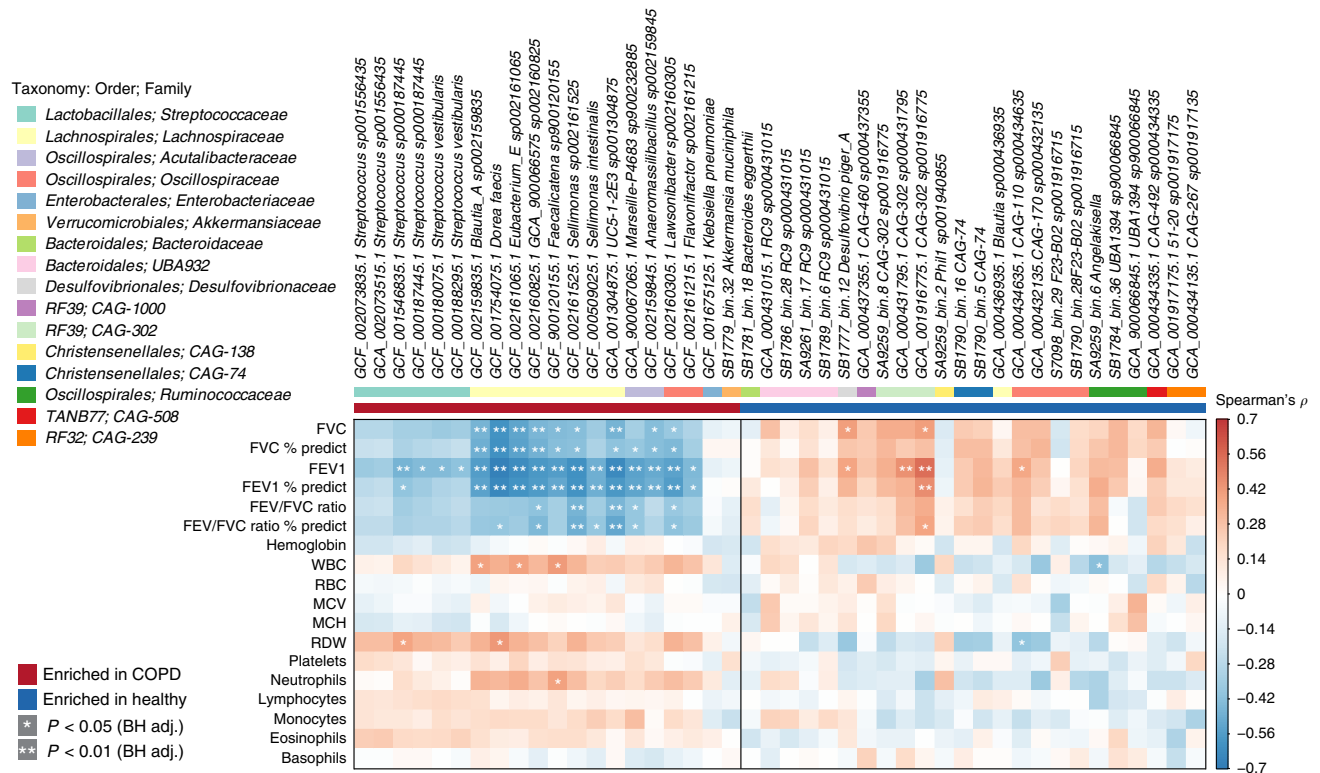 GCF_002073835.1 Streptococcus sp001556435
GCA_002073515.1 Streptococcus sp001556435
GCF_001546835.1 Streptococcus sp000187445
GCF_000187445.1 Streptococcus sp000187445
GCF_000180075.1 Streptococcus vestibularis
GCF_000188295.1 Streptococcus vestibularis
GCF_002159835.1 Blautia_A sp002159835
GCF_001754075.1 Dorea faecis
GCF_002161065.1 Eubacterium_E sp002161065
GCF_002160825.1 GCA_900066575 sp002160825
GCF_900120155.1 Faecalicatena sp900120155
GCF_002161525.1 Sellimonas sp002161525
GCF_000509025.1 Sellimonas intestinalis
GCA_001304875.1 UC5-1-2E3 sp001304875
GCA_900067065.1 Marseille-P4683 sp900232885
GCF_002159845.1 Anaeromassilibacillus sp002159845
GCF_002160305.1 Lawsonibacter sp002160305
GCF_002161215.1 Flavonifractor sp002161215
GCF_001675125.1 Klebsiella pneumoniae
SB1779_bin.32 Akkermansia muciniphila
SB1781_bin.18 Bacteroides eggerthii
GCA_000431015.1 RC9 sp000431015
SB1786_bin.28 RC9 sp000431015
SA9261_bin.17 RC9 sp000431015
SB1789_bin.6 RC9 sp000431015
SB1777_bin.12 Desulfovibrio piger_A
GCA_000437355.1 CAG-460 sp000437355
SA9259_bin.8 CAG-302 sp001916775
GCA_000431795.1 CAG-302 sp000431795
GCA_001916775.1 CAG-302 sp001916775
SA9259_bin.2 Phil1 sp001940855
SB1790_bin.16 CAG-74
SB1790_bin.5 CAG-74
GCA_000436935.1 Blautia sp000436935
GCA_000434635.1 CAG-110 sp000434635
GCA_000432135.CAG-170 sp000432135
S7098_bin.29 F23-B02 sp001916715
SB1790_bin.28F23-B02 sp001916715
SA9259_bin.6 Angelakisella
SB1784_bin.36 UBA1394 sp900066845
GCA_900066845.1 UBA1394 sp900066845
GCA_000434335.1 CAG-492 sp000434335
GCA_001917175.1 51-20 sp001917175
GCA_000434135.1 CAG-267 sp001917135
Taxonomy: Order; Family
Lactobacillales; Streptococcaceae
Lachnospirales; Lachnospiraceae
Oscillospirales; Acutalibacteraceae
Oscillospirales; Oscillospiraceae
Enterobacterales; Enterobacteriaceae
Verrucomicrobiales; Akkermansiaceae
Bacteroidales; Bacteroidaceae
Bacteroidales; UBA932
Desulfovibrionales; Desulfovibrionaceae
RF39; CAG-1000
RF39; CAG-302
Christensenellales; CAG-138
Christensenellales; CAG-74
Oscillospirales; Ruminococcaceae
TANB77; CAG-508
RF32; CAG-239
Enriched in COPD
Enriched in healthy
* P < 0.05 (BH adj.)
** P < 0.01 (BH adj.)
FVC
FVC % predict
FEV1
FEV1 % predict
FEV/FVC ratio
FEV/FVC ratio % predict
Hemoglobin
WBC
RBC
MCV
MCH
RDW
Platelets
Neutrophils
Lymphocytes
Monocytes
Eosinophils
Basophils
Spearman's ρ
0.7
0.56
0.42
0.28
0.14
0
−0.14
−0.28
−0.42
−0.56
−0.7